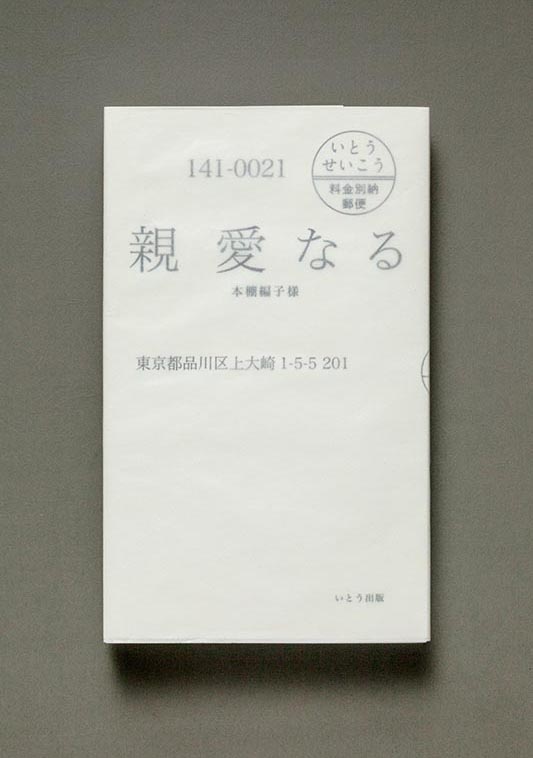 141-0021
いとう
せいこう
料金別納
郵便
親愛なる
本棚編子様
東京都品川区上大崎 1-5-5 201
いとう出版